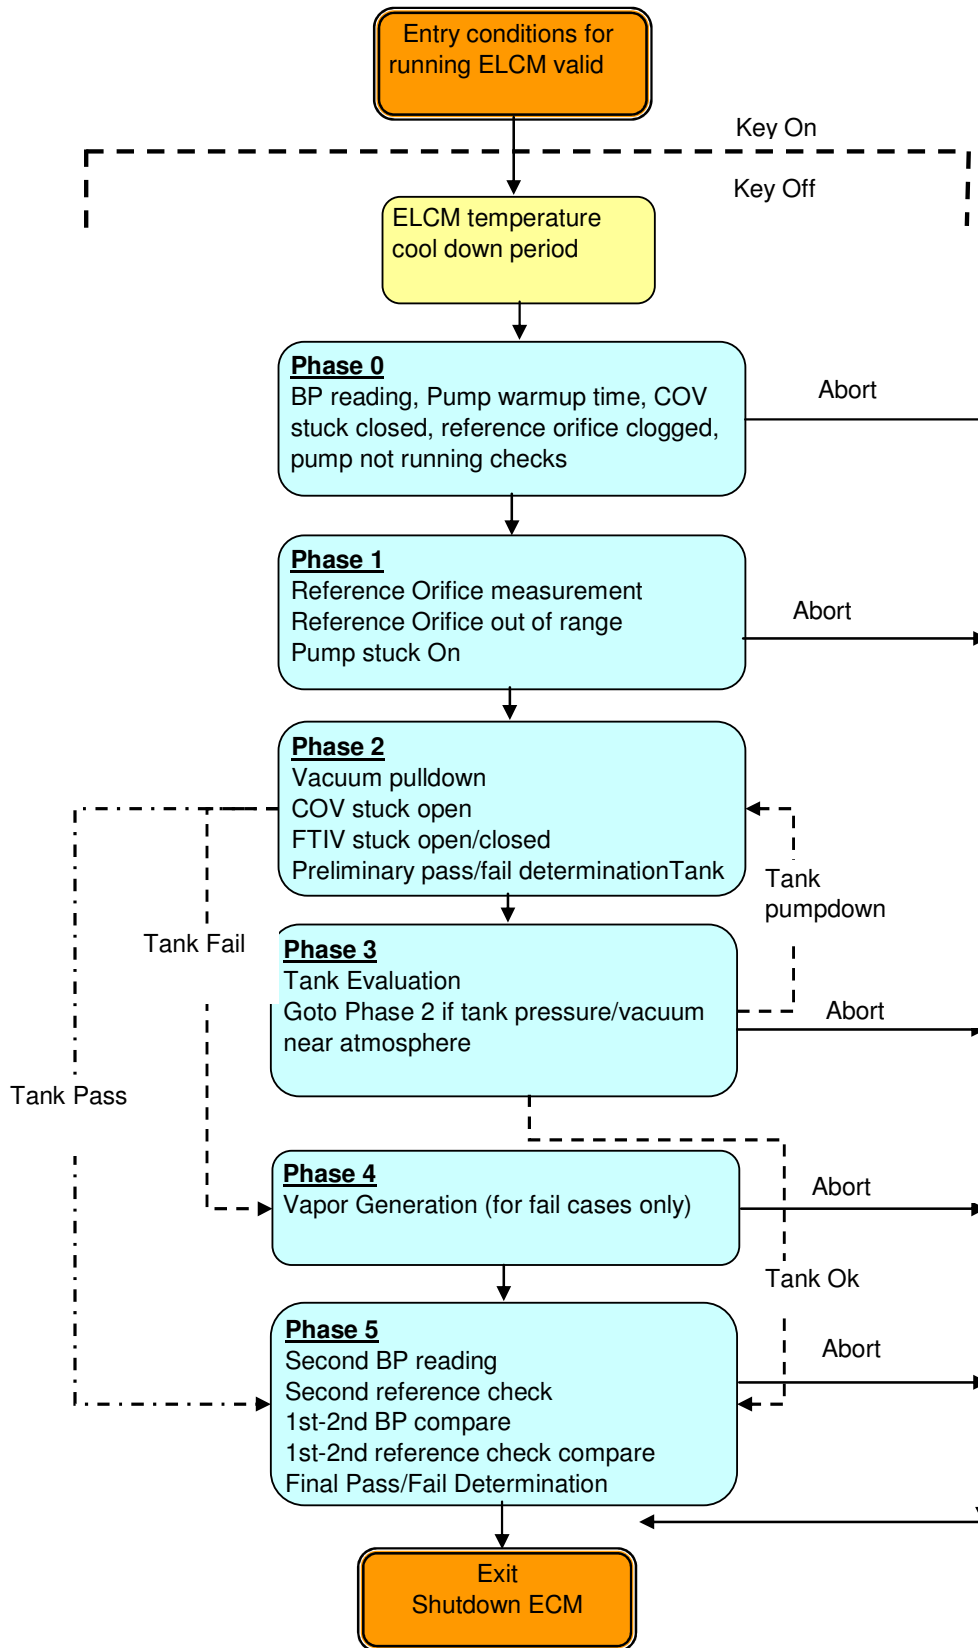 Entry conditions for
running ELCM valid
Key On
Key Off
ELCM temperature
cool down period
Phase 0
BP reading, Pump warmup time, COV
stuck closed, reference orifice clogged,
pump not running checks
Abort
Phase 1
Reference Orifice measurement
Reference Orifice out of range
Pump stuck On
Abort
Phase 2
Vacuum pulldown
COV stuck open
FTIV stuck open/closed
Preliminary pass/fail determinationTank
Tank
pumpdown
Tank Fail
Phase 3
Tank Evaluation
Goto Phase 2 if tank pressure/vacuum
near atmosphere
Abort
Tank Pass
Phase 4
Vapor Generation (for fail cases only)
Abort
Tank Ok
Phase 5
Second BP reading
Second reference check
1st-2nd BP compare
1st-2nd reference check compare
Final Pass/Fail Determination
Abort
Exit
Shutdown ECM